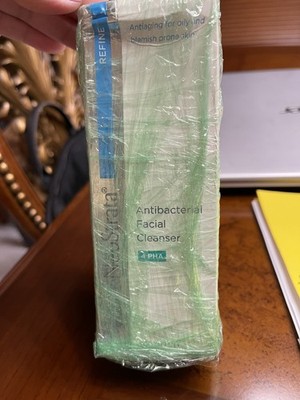 REFINE
Antiaging for oily and
blemish prone skin
NeoStrata®
Antibacterial
Facial
Cleanser
4 PHA